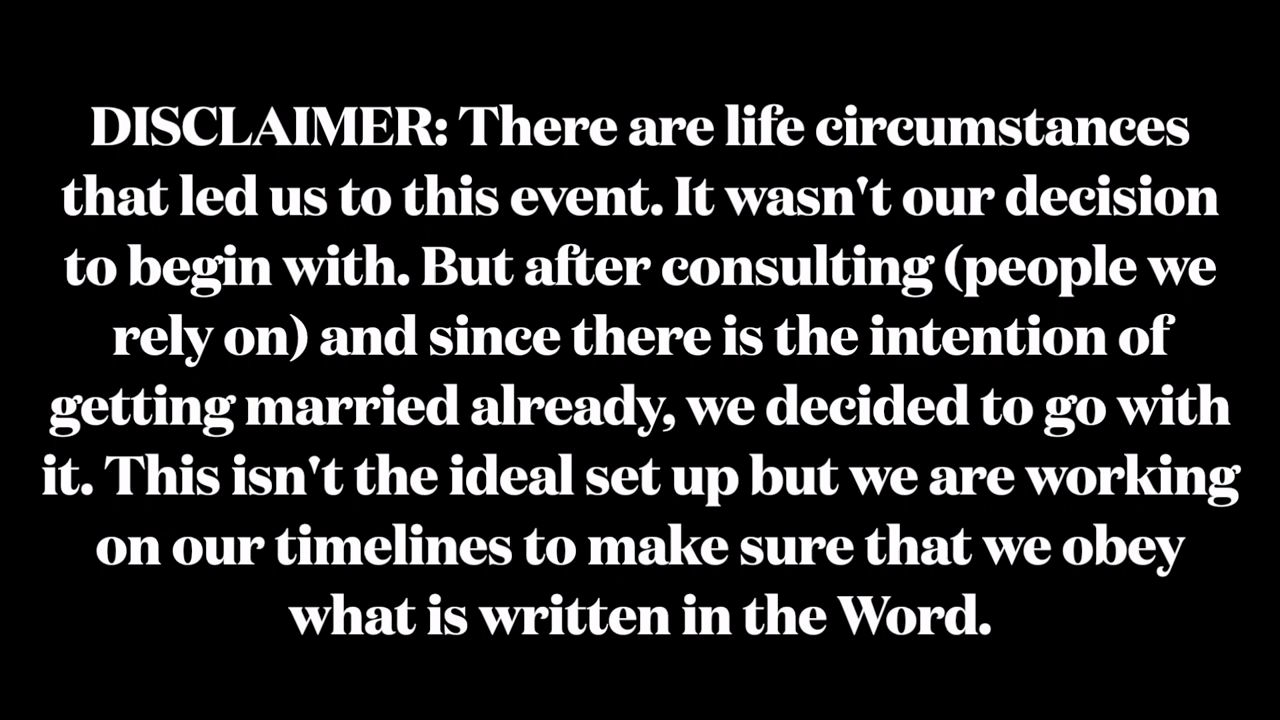 DISCLAIMER: There are life circumstances
that led us to this event. It wasn't our decision
to begin with. But after consulting (people we
rely on) and since there is the intention of
getting married already, we decided to go with
it. This isn't the ideal set up but we are working
on our timelines to make sure that we obey
what is written in the Word.